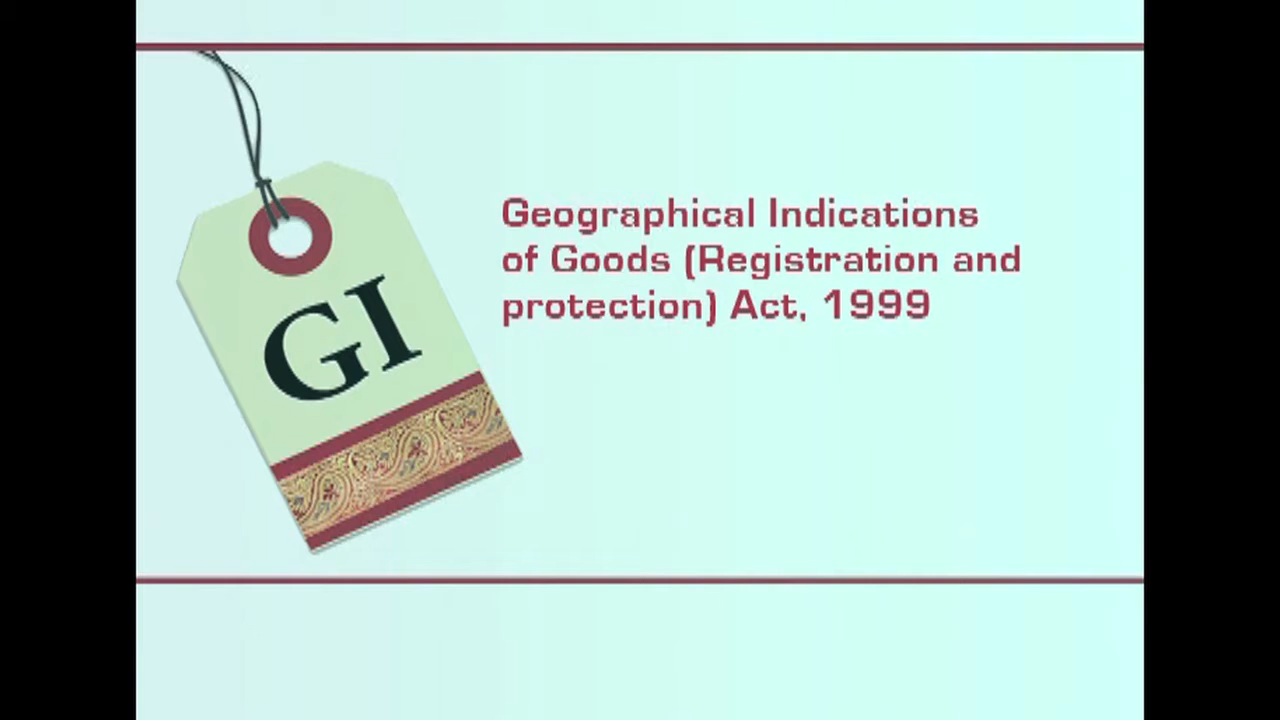 GI
Geographical Indications
of Goods (Registration and
protection) Act, 1999